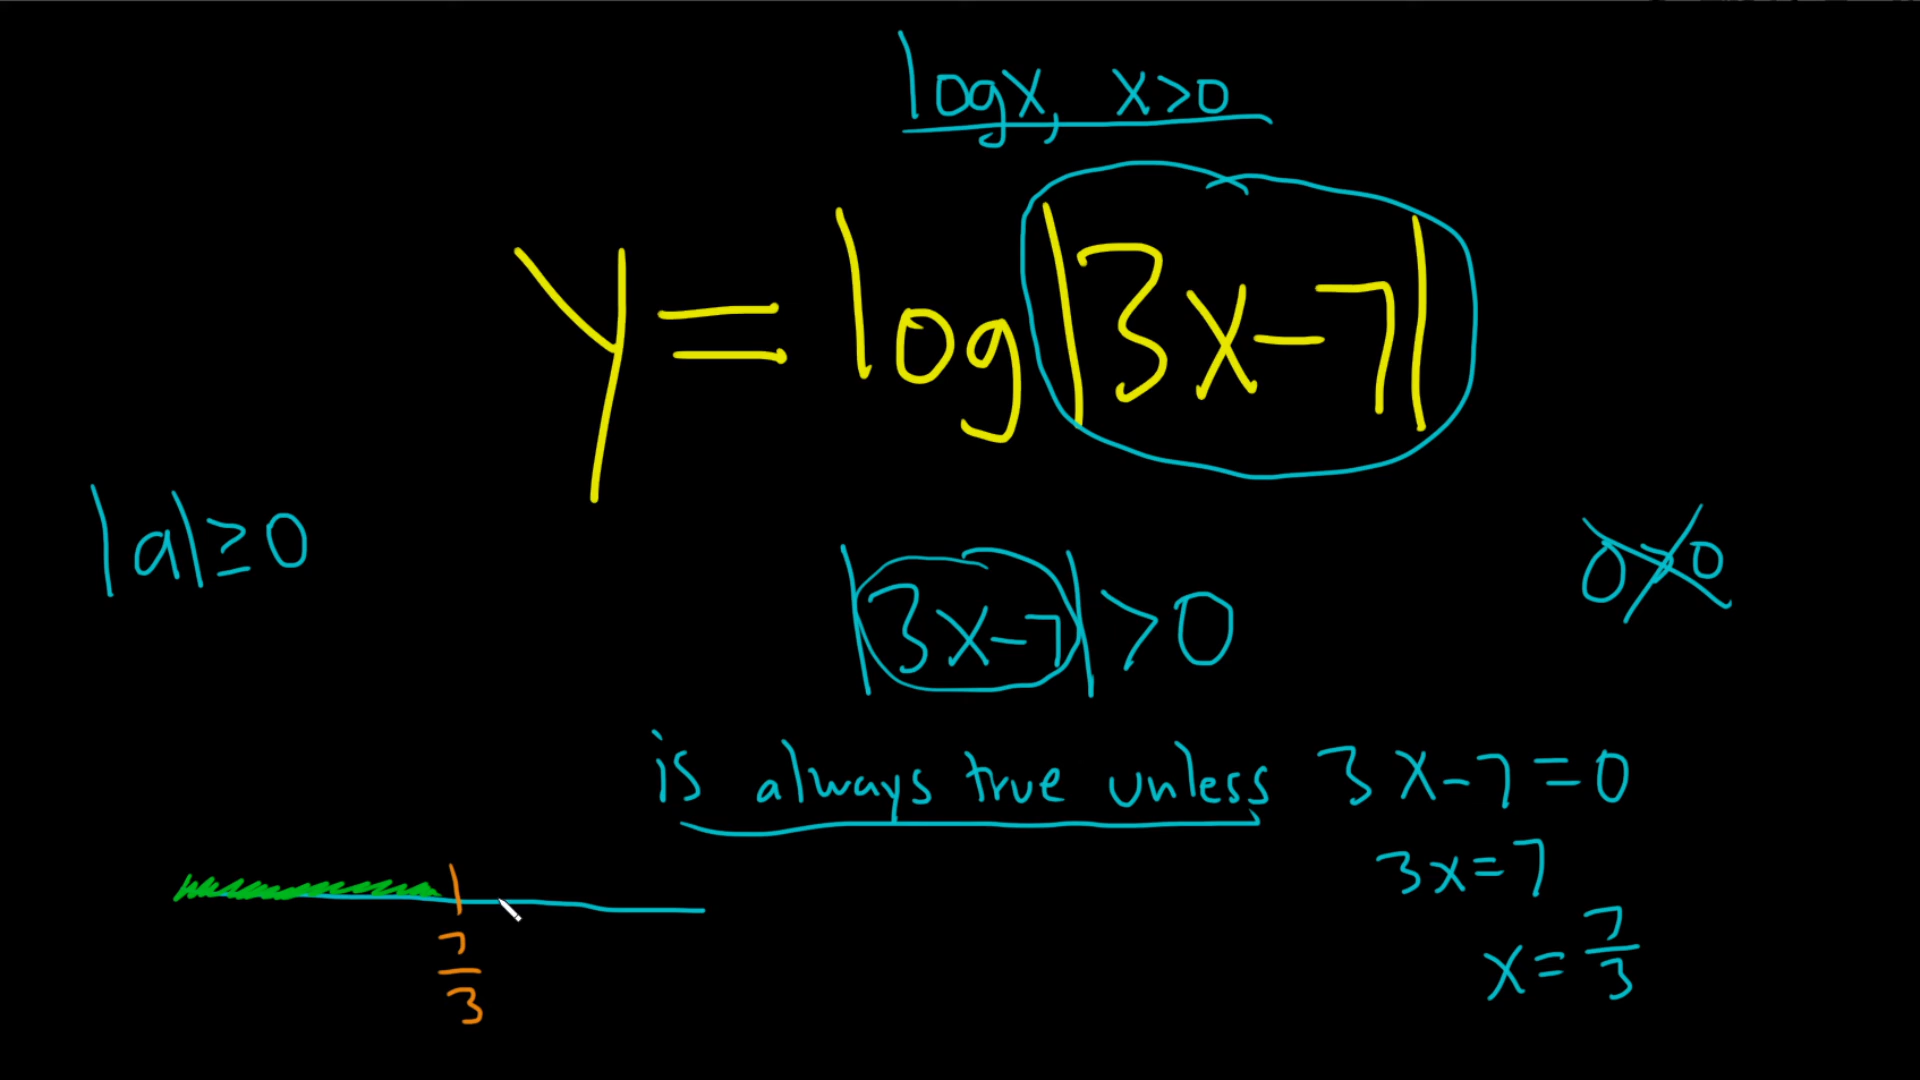 log x, x>0
y = log |3x-7|
|a| ≥ 0
0>0
|3x-7| > 0
is always true unless 3x-7=0
3x=7
x = 7/3
7/3